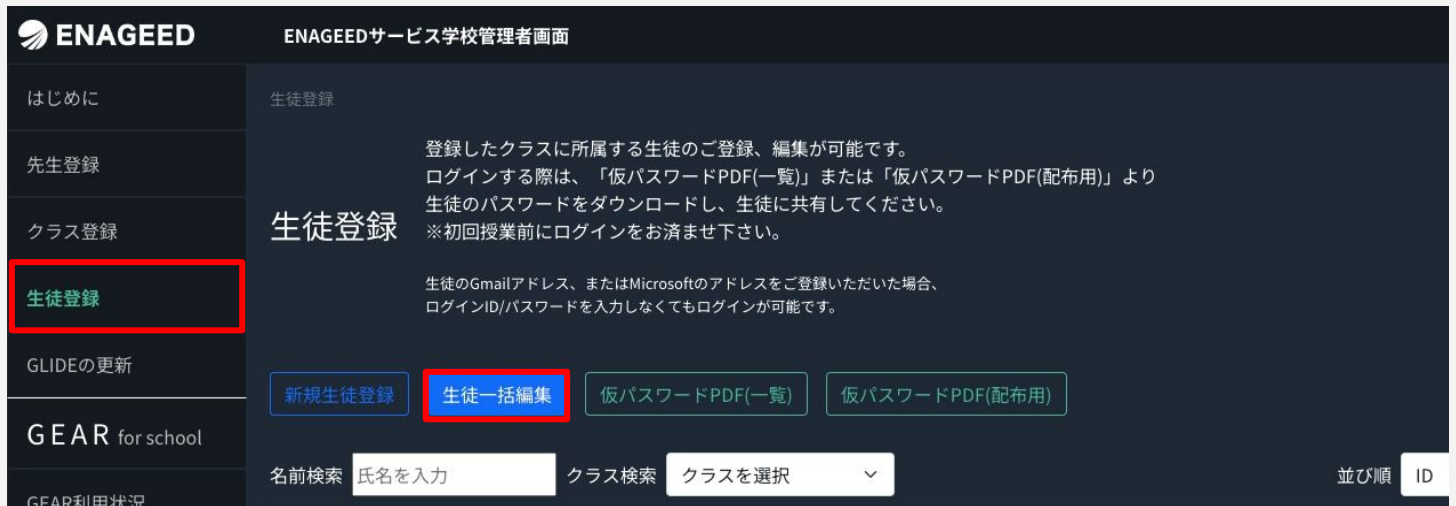 ENAGEED
ENAGEEDサービス学校管理者画面
はじめに
先生登録
クラス登録
生徒登録
GLIDEの更新
GEAR for school
GEAR利用状況
生徒登録
生徒登録
登録したクラスに所属する生徒のご登録、編集が可能です。
ログインする際は、「仮パスワードPDF(一覧)」または「仮パスワードPDF(配布用)」より
生徒のパスワードをダウンロードし、生徒に共有してください。
※初回授業前にログインをお済ませ下さい。
生徒のGmailアドレス、またはMicrosoftのアドレスをご登録いただいた場合、
ログインID/パスワードを入力しなくてもログインが可能です。
新規生徒登録 生徒一括編集 仮パスワードPDF(一覧) 仮パスワードPDF(配布用)
名前検索 氏名を入力 クラス検索 クラスを選択 並び順 ID